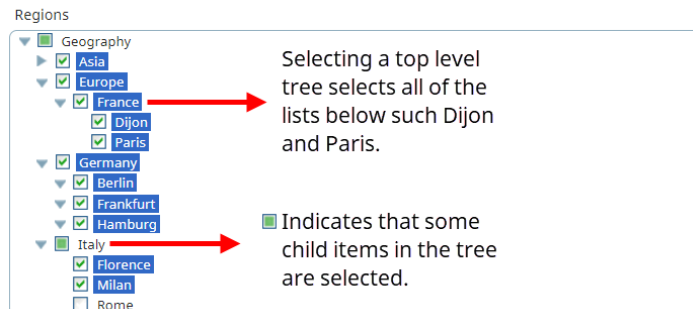 Regions
Geography
Asia
Europe
France
Dijon
Paris
Germany
Berlin
Frankfurt
Hamburg
Italy
Florence
Milan
Rome
Selecting a top level
tree selects all of the
lists below such Dijon
and Paris.
Indicates that some
child items in the tree
are selected.